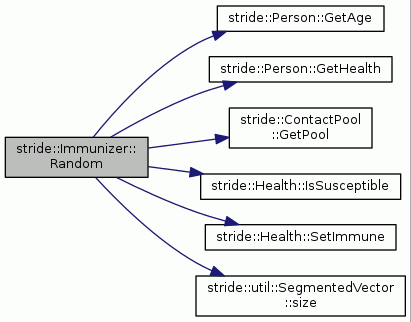 stride::Person::GetAge
stride::Person::GetHealth
stride::ContactPool
::GetPool
stride::Immunizer::
Random
stride::Health::IsSusceptible
stride::Health::SetImmune
stride::util::SegmentedVector
::size